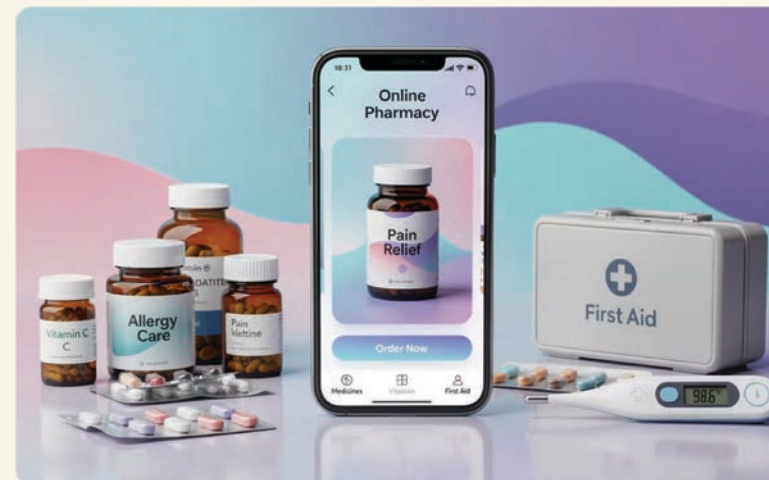 10:11
Online
Pharmacy
Pain
Relief
Order Now
Medicines
Vitamins
First Aid
Vitamin C
C
Allergy
Care
Pain
First Aid
98.6°